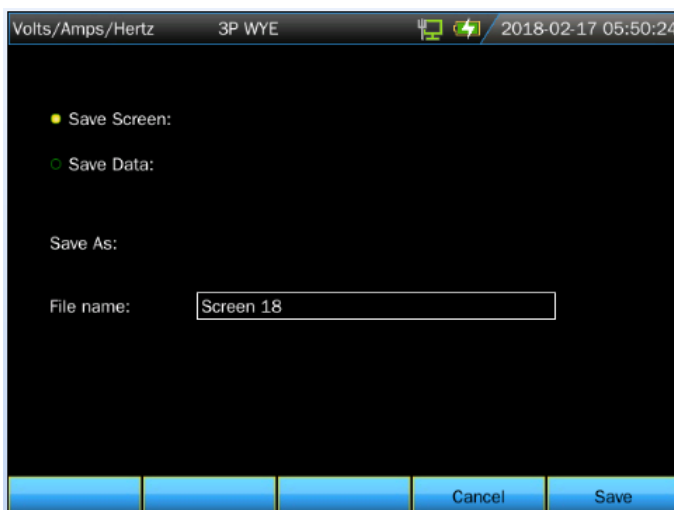 Volts/Amps/Hertz 3P WYE 2018-02-17 05:50:24
Save Screen:
Save Data:
Save As:
File name: Screen 18
Cancel Save